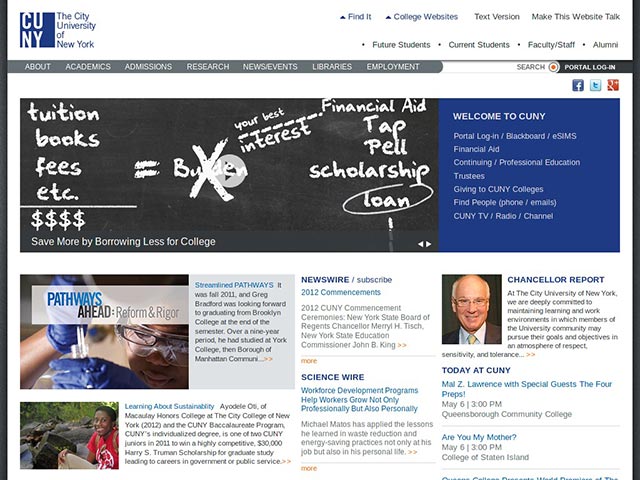 CU
NY
The City
University
of
New York
Find It
College Websites
Text Version
Make This Website Talk
• Future Students • Current Students • Faculty/Staff • Alumni
ABOUT ACADEMICS ADMISSIONS RESEARCH NEWS/EVENTS LIBRARIES EMPLOYMENT
SEARCH PORTAL LOG-IN
tuition
books
fees
etc.
$$$$
=
Burden
X
your best
interest
Financial Aid
Tap
Pell
scholarship
loan
Save More by Borrowing Less for College
WELCOME TO CUNY
Portal Log-in / Blackboard / eSIMS
Financial Aid
Continuing / Professional Education
Trustees
Giving to CUNY Colleges
Find People (phone / emails)
CUNY TV / Radio / Channel
PATHWAYS
AHEAD: Reform & Rigor
Streamlined PATHWAYS It
was fall 2011, and Greg
Bradford was looking forward
to graduating from Brooklyn
College at the end of the
semester. Over a nine-year
period, he had studied at York
College, then Borough of
Manhattan Communi...>>
Learning About Sustainablity Ayodele Oti, of
Macaulay Honors College at The City College of
New York (2012) and the CUNY Baccalaureate Program,
CUNY's individualized degree, is one of two CUNY
juniors in 2011 to win a highly competitive, $30,000
Harry S. Truman Scholarship for graduate study
leading to careers in government or public service.>>
NEWSWIRE / subscribe
2012 Commencements
2012 CUNY Commencement
Ceremonies: New York State Board of
Regents Chancellor Merryl H. Tisch,
New York State Education
Commissioner John B. King >>
more
SCIENCE WIRE
Workforce Development Programs
Help Workers Grow Not Only
Professionally But Also Personally
Michael Matos has applied the lessons
he learned in waste reduction and
energy-saving practices not only at his
job but also in his personal life. >>
more
CHANCELLOR REPORT
At The City University of New York,
we are deeply committed to
maintaining learning and work
environments in which members of
the University community may
pursue their goals and objectives in
an atmosphere of respect,
sensitivity, and tolerance... >>
TODAY AT CUNY
Mal Z. Lawrence with Special Guests The Four
Preps!
May 6 | 3:00 PM
Queensborough Community College
Are You My Mother?
May 6 | 3:00 PM
College of Staten Island